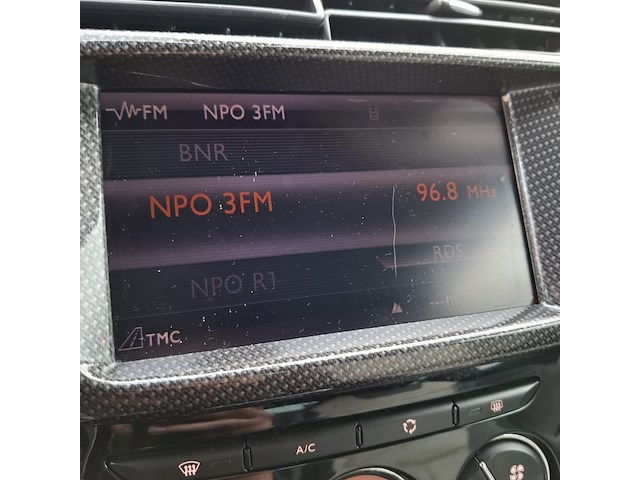 FM NPO 3FM
BNR
NPO 3FM 96.8 MHz
RDS
NPO R1
TMC
A/C